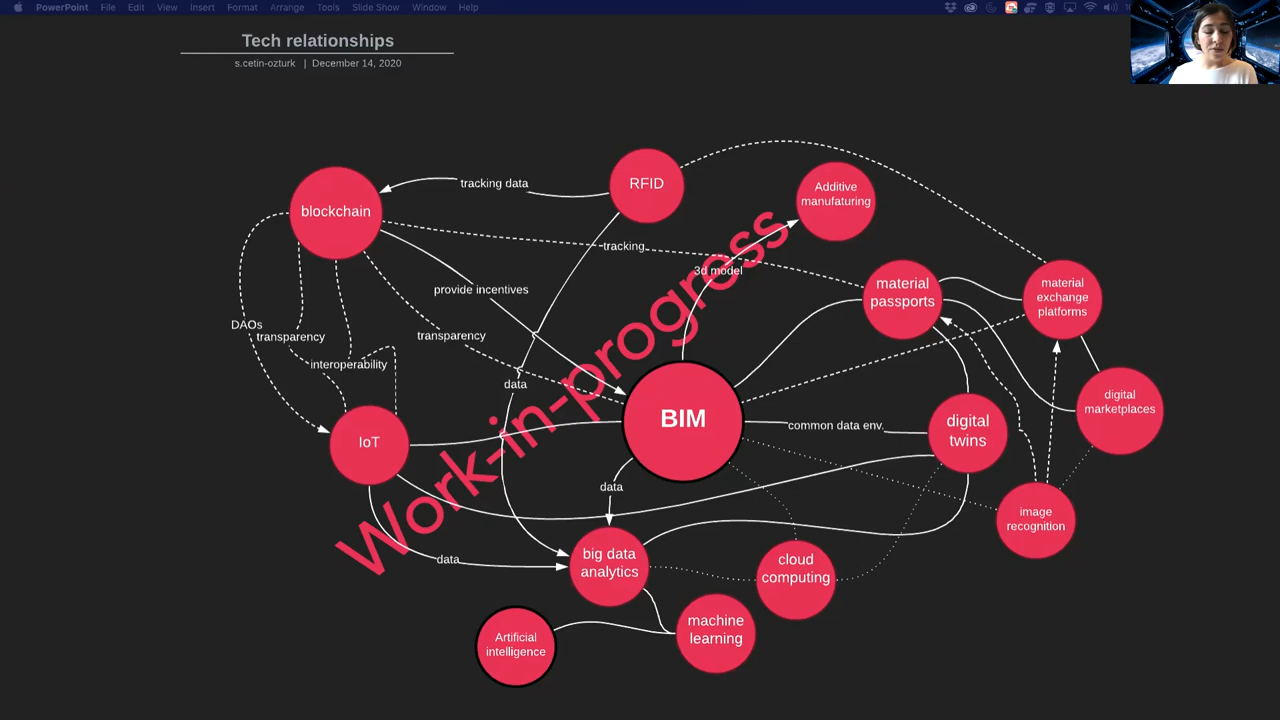 PowerPoint File Edit View Insert Format Arrange Tools Slide Show Window Help
Tech relationships
s.cetin-ozturk | December 14, 2020
RFID
tracking data
Additive
manufaturing
blockchain
tracking
3d model
material
passports
material
exchange
platforms
provide incentives
DAOs
transparency
transparency
interoperability
data
Work-in-progress
BIM
digital
marketplaces
common data env.
digital
twins
IoT
data
image
recognition
data
big data
analytics
cloud
computing
machine
learning
Artificial
intelligence